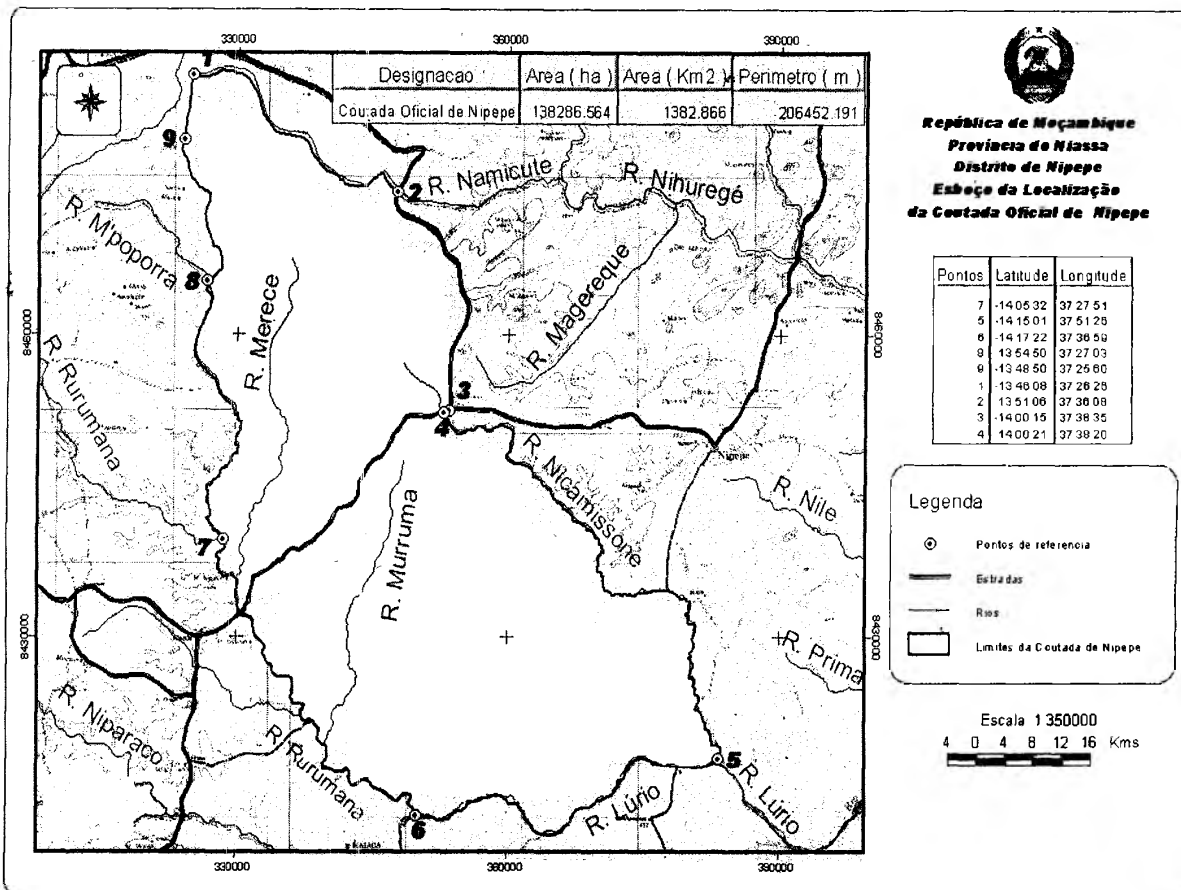 330000
360000
390000
Designacao Area ( ha ) Area ( Km2 ) Perimetro ( m )
Coutada Oficial de Nipepe 138286.564 1382.866 206452.191
1
9
2
R. Namicute
R. Nihuregé
R. M'poporra
8
R. Merece
R. Magereque
8460000
8460000
R. Rurumana
3
4
R. Nicamissone
Nipepe
R. Nile
7
R. Murruma
8430000
8430000
R. Prima
R. Niparaco
R. Rurumana
5
R. Lúrio
R. Lúrio
6
330000
360000
390000
República de Moçambique
Província do Niassa
Distrito de Nipepe
Esboço da Localização
da Coutada Oficial de Nipepe
Pontos Latitude Longitude
7 -14 05 32 37 27 51
5 -14 15 01 37 51 26
6 -14 17 22 37 36 59
8 13 54 50 37 27 03
9 -13 48 50 37 25 60
1 -13 46 08 37 26 26
2 13 51 06 37 36 08
3 -14 00 15 37 38 35
4 14 00 21 37 38 20
Legenda
Pontos de referencia
Estradas
Rios
Limites da Coutada de Nipepe
Escala 1 350000
4 0 4 8 12 16 Kms